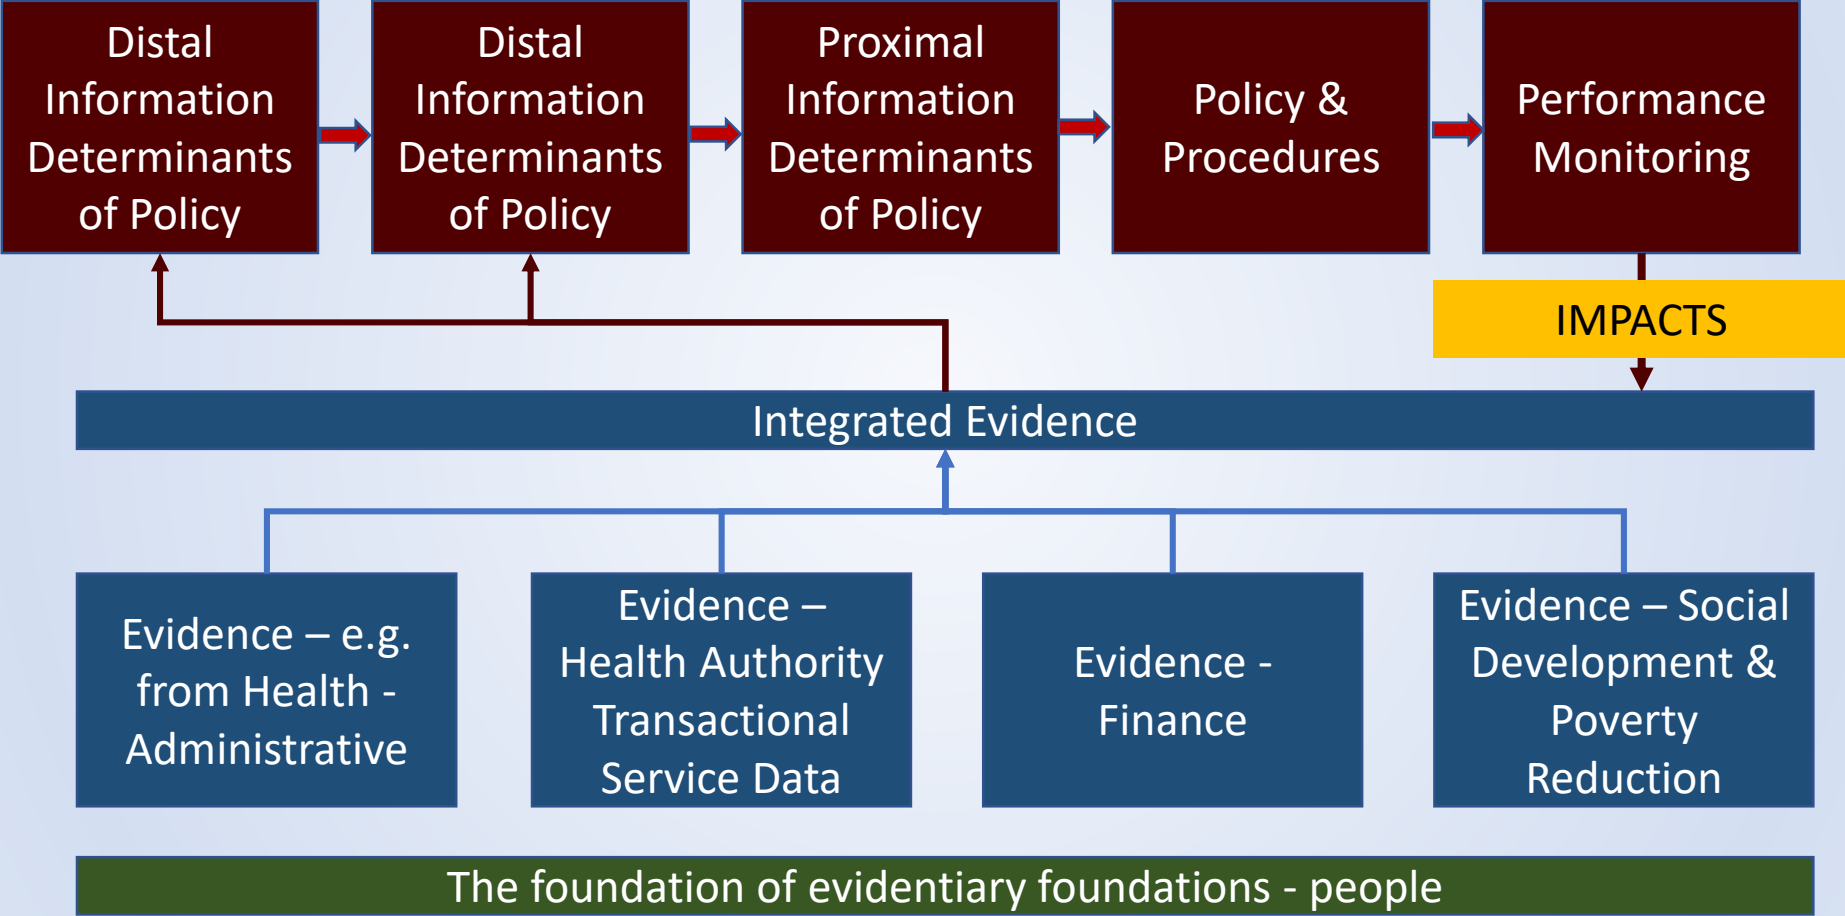 Distal
Information
Determinants
of Policy
Distal
Information
Determinants
of Policy
Proximal
Information
Determinants
of Policy
Policy &
Procedures
Performance
Monitoring
IMPACTS
Integrated Evidence
Evidence – e.g.
from Health -
Administrative
Evidence –
Health Authority
Transactional
Service Data
Evidence -
Finance
Evidence – Social
Development &
Poverty
Reduction
The foundation of evidentiary foundations - people